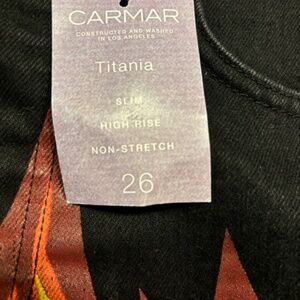 CARMAR
CONSTRUCTED AND WASHED
IN LOS ANGELES
Titania
SLIM
HIGH RISE
NON-STRETCH
26